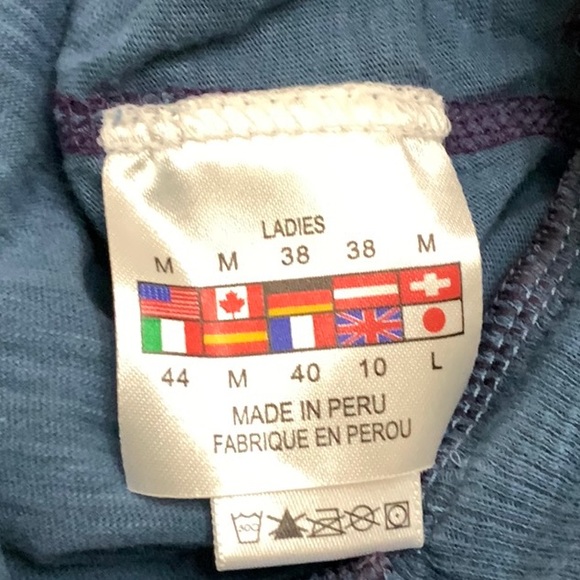 LADIES
M M 38 38 M
44 M 40 10 L
MADE IN PERU
FABRIQUE EN PEROU